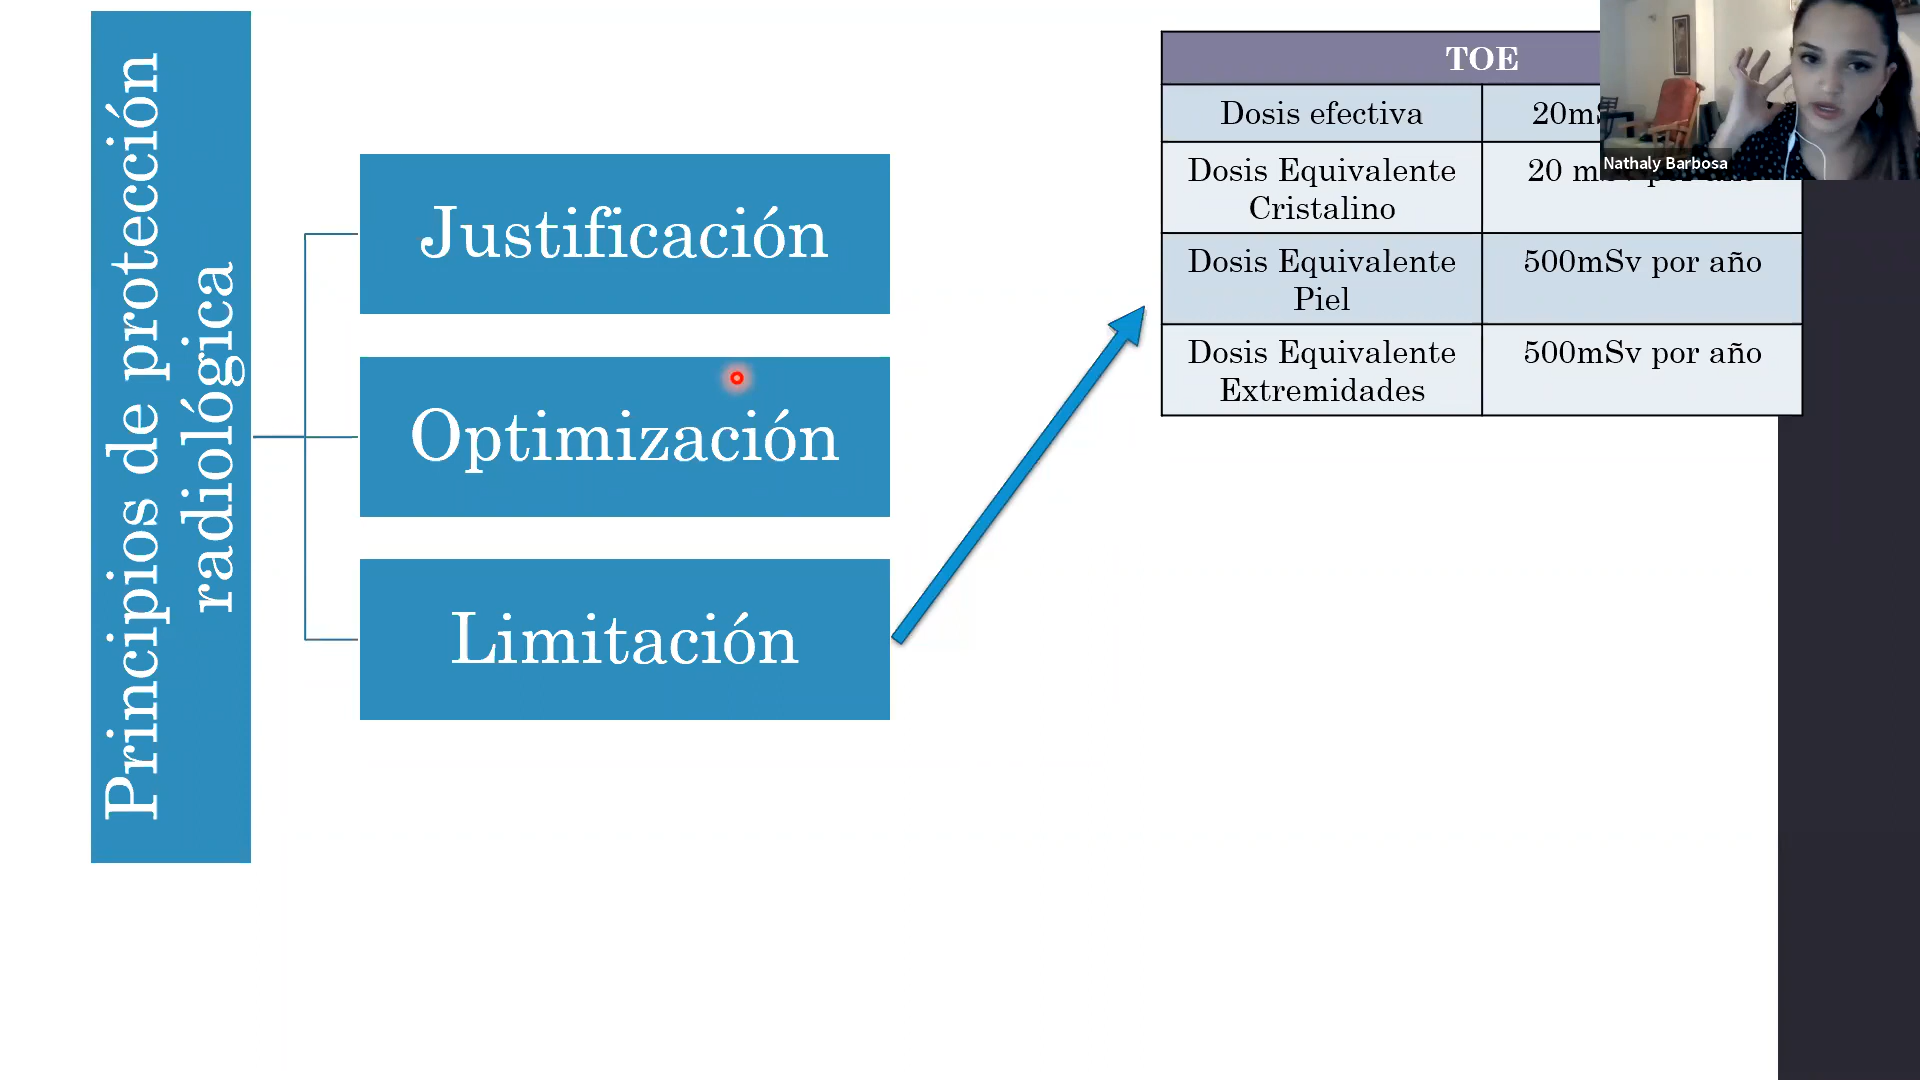 Principios de protección
radiológica
Justificación
Optimización
Limitación
TOE
Dosis efectiva
Dosis Equivalente
Cristalino
20
Dosis Equivalente
Piel
500mSv por año
Dosis Equivalente
Extremidades
500mSv por año
Nathaly Barbosa